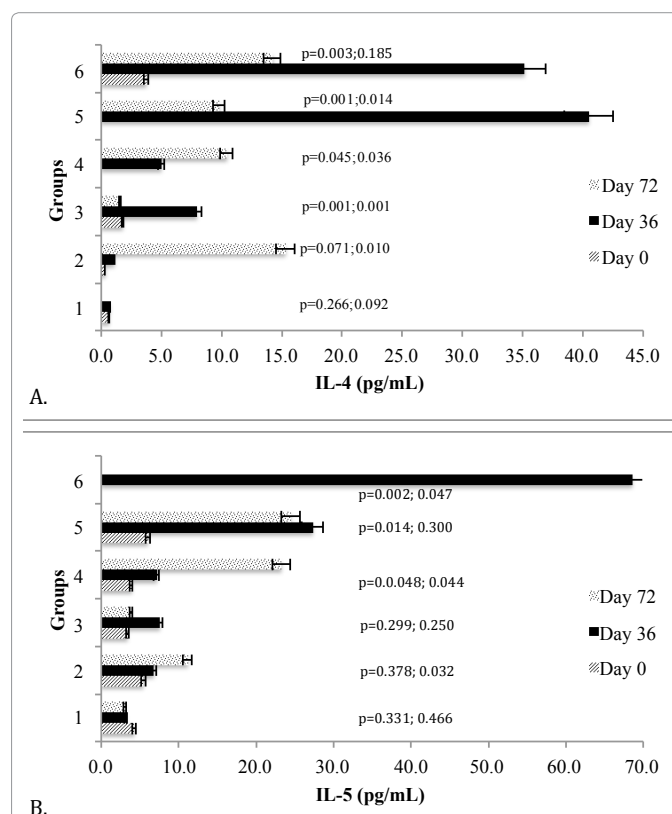 6
p=0.003;0.185
5
p=0.001;0.014
4
p=0.045;0.036
3
p=0.001;0.001
2
p=0.071;0.010
1
p=0.266;0.092
Groups
Day 72
Day 36
Day 0
0.0 5.0 10.0 15.0 20.0 25.0 30.0 35.0 40.0 45.0
IL-4 (pg/mL)
A.
6
p=0.002; 0.047
5
p=0.014; 0.300
4
p=0.0.048; 0.044
3
p=0.299; 0.250
2
p=0.378; 0.032
1
p=0.331; 0.466
Groups
Day 72
Day 36
Day 0
0.0 10.0 20.0 30.0 40.0 50.0 60.0 70.0
IL-5 (pg/mL)
B.